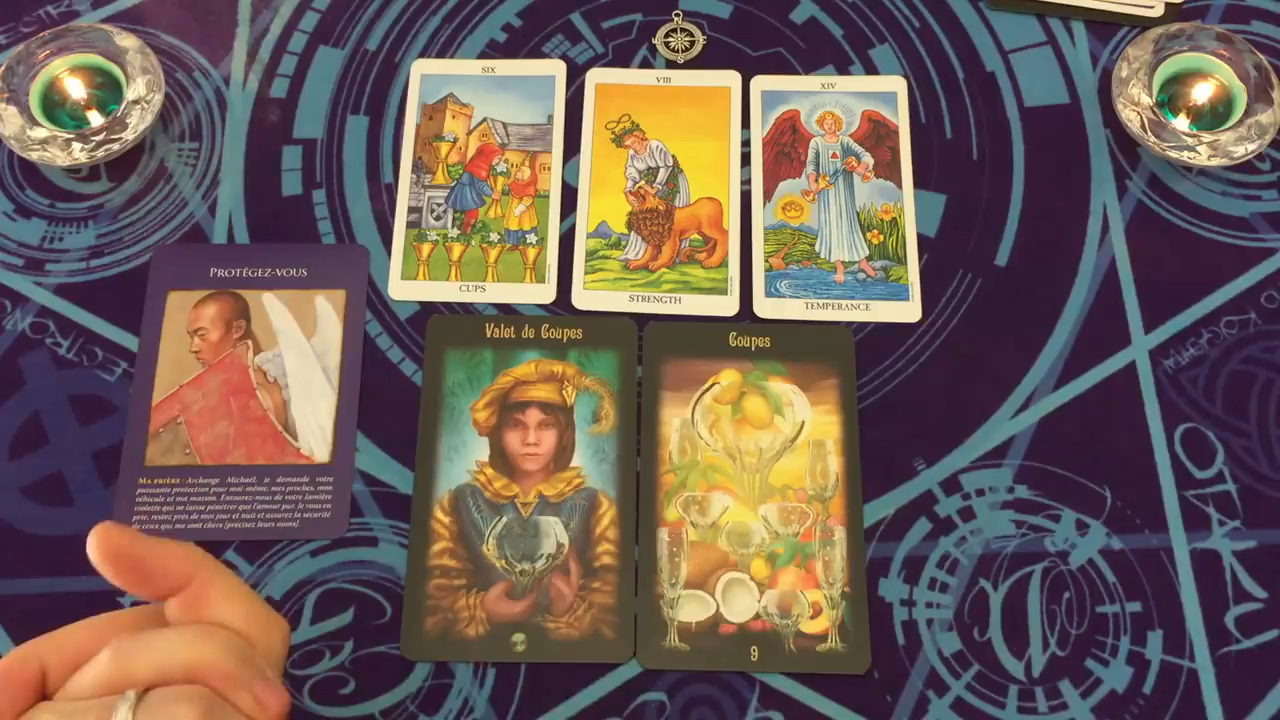 SIX
CUPS
VIII
STRENGTH
XIV
TEMPERANCE
PROTÉGEZ-VOUS
MA PRIÈRE : Archange Michaël, je demande votre
puissante protection pour moi-même, mes proches, mon
véhicule et ma maison. Entourez-nous de votre lumière
violette qui ne laisse pénétrer que l'amour pur. Je vous en
prie, restez près de moi jour et nuit et assurez la sécurité
de ceux qui me sont chers [précisez leurs noms].
Valet de Coupes
Coupes
9